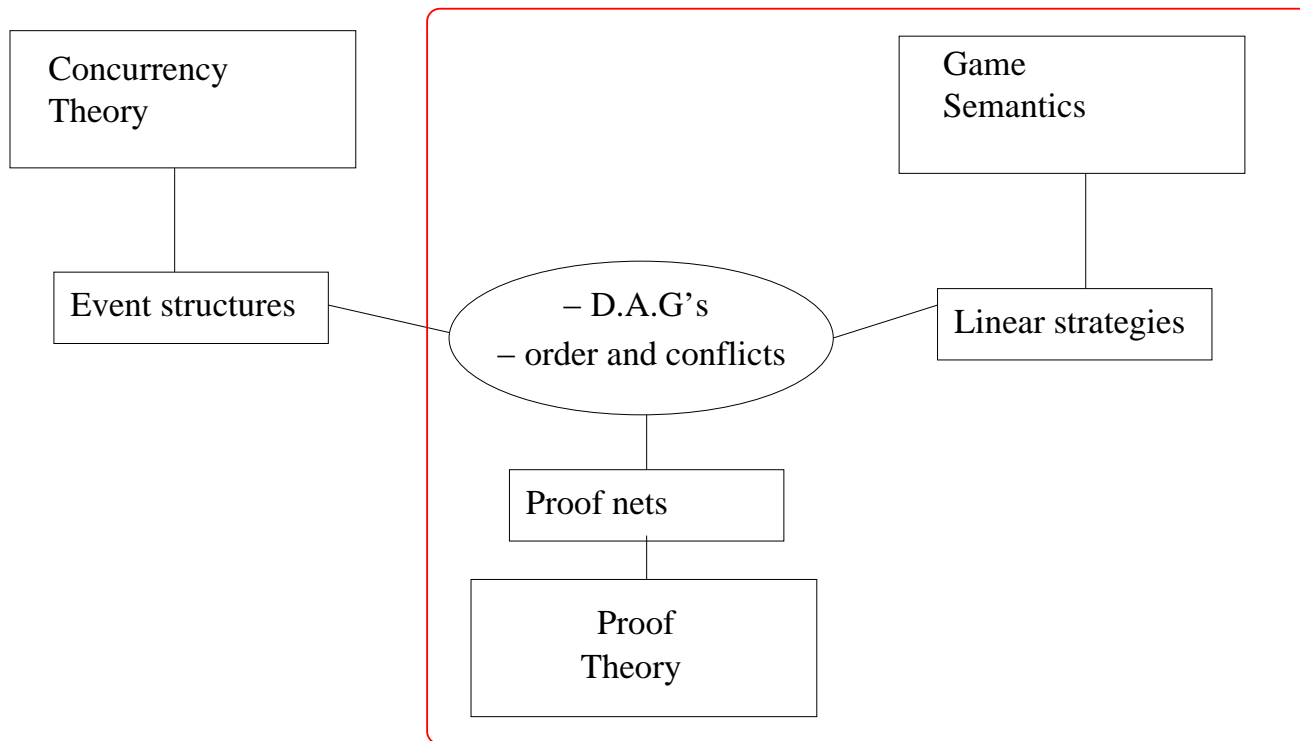 Concurrency
Theory
Game
Semantics
Event structures
– D.A.G’s
– order and conflicts
Linear strategies
Proof nets
Proof
Theory